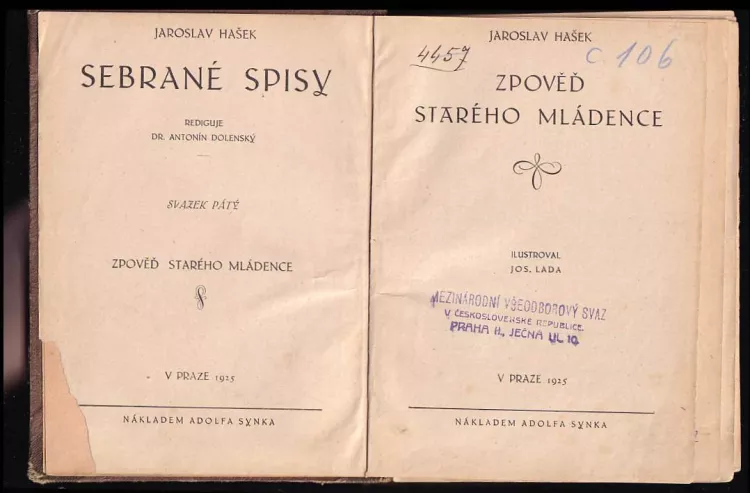 JAROSLAV HAŠEK
SEBRANÉ SPISY
REDIGUJE
DR. ANTONÍN DOLENSKÝ
SVAZEK PÁTÝ
ZPOVĚĎ STARÉHO MLÁDENCE
V PRAZE 1925
NÁKLADEM ADOLFA SYNKA
4457
C. 106
JAROSLAV HAŠEK
ZPOVĚĎ
STARÉHO MLÁDENCE
ILUSTROVAL
JOS. LADA
MEZINÁRODNÍ VŠEODBOROVÝ SVAZ
V ČESKOSLOVENSKÉ REPUBLICE.
PRAHA II., JEČNÁ UL 10
V PRAZE 1925
NÁKLADEM ADOLFA SYNKA